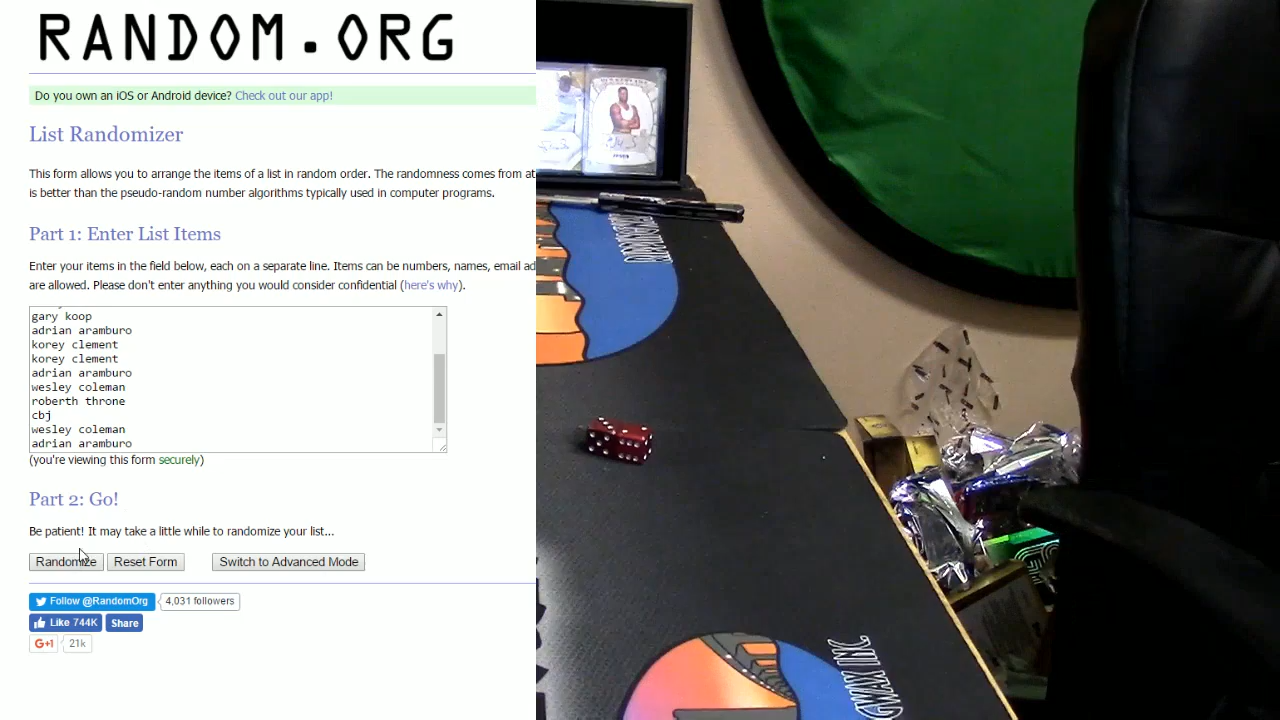 RANDOM.ORG
Do you own an iOS or Android device? Check out our app!
List Randomizer
This form allows you to arrange the items of a list in random order. The randomness comes from at
is better than the pseudo-random number algorithms typically used in computer programs.
Part 1: Enter List Items
Enter your items in the field below, each on a separate line. Items can be numbers, names, email ad
are allowed. Please don't enter anything you would consider confidential (here's why).
gary koop
adrian aramburo
korey clement
korey clement
adrian aramburo
wesley coleman
roberth throne
cbj
wesley coleman
adrian aramburo
(you're viewing this form securely)
Part 2: Go!
Be patient! It may take a little while to randomize your list...
Randomize Reset Form Switch to Advanced Mode
Follow @RandomOrg 4,031 followers
Like 744K Share
G+1 21k
GWAX INC